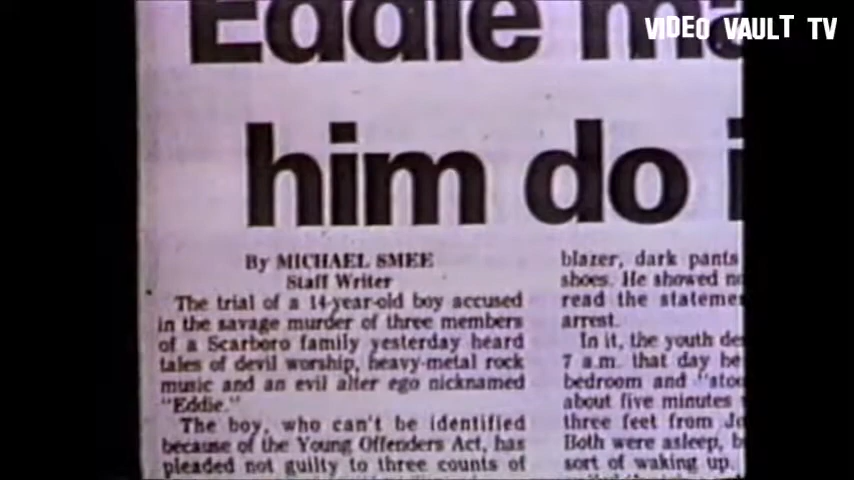 VIDEO VAULT TV
Eddie
him do
By MICHAEL SMEE
Staff Writer
The trial of a 14-year-old boy accused
in the savage murder of three members
of a Scarboro family yesterday heard
tales of devil worship, heavy-metal rock
music and an evil alter ego nicknamed
"Eddie."
The boy, who can't be identified
because of the Young Offenders Act, has
pleaded not guilty to three counts of
blazer, dark pants
shoes. He showed
read the
arrest.
In it, the youth
7 a.m. that day he
bedroom and
about five minutes
three feet from
Both were asleep,
sort of waking up.